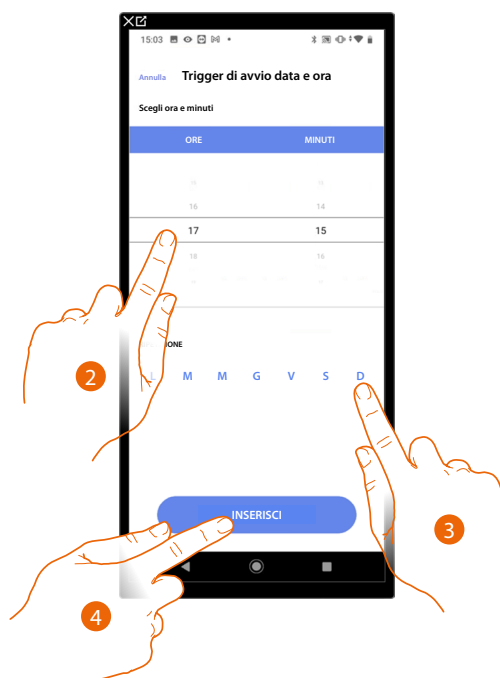 15:03
Annulla Trigger di avvio data e ora
Scegli ora e minuti
ORE MINUTI
16 14
17 15
18 16
M M G V S D
INSERISCI
2
3
4